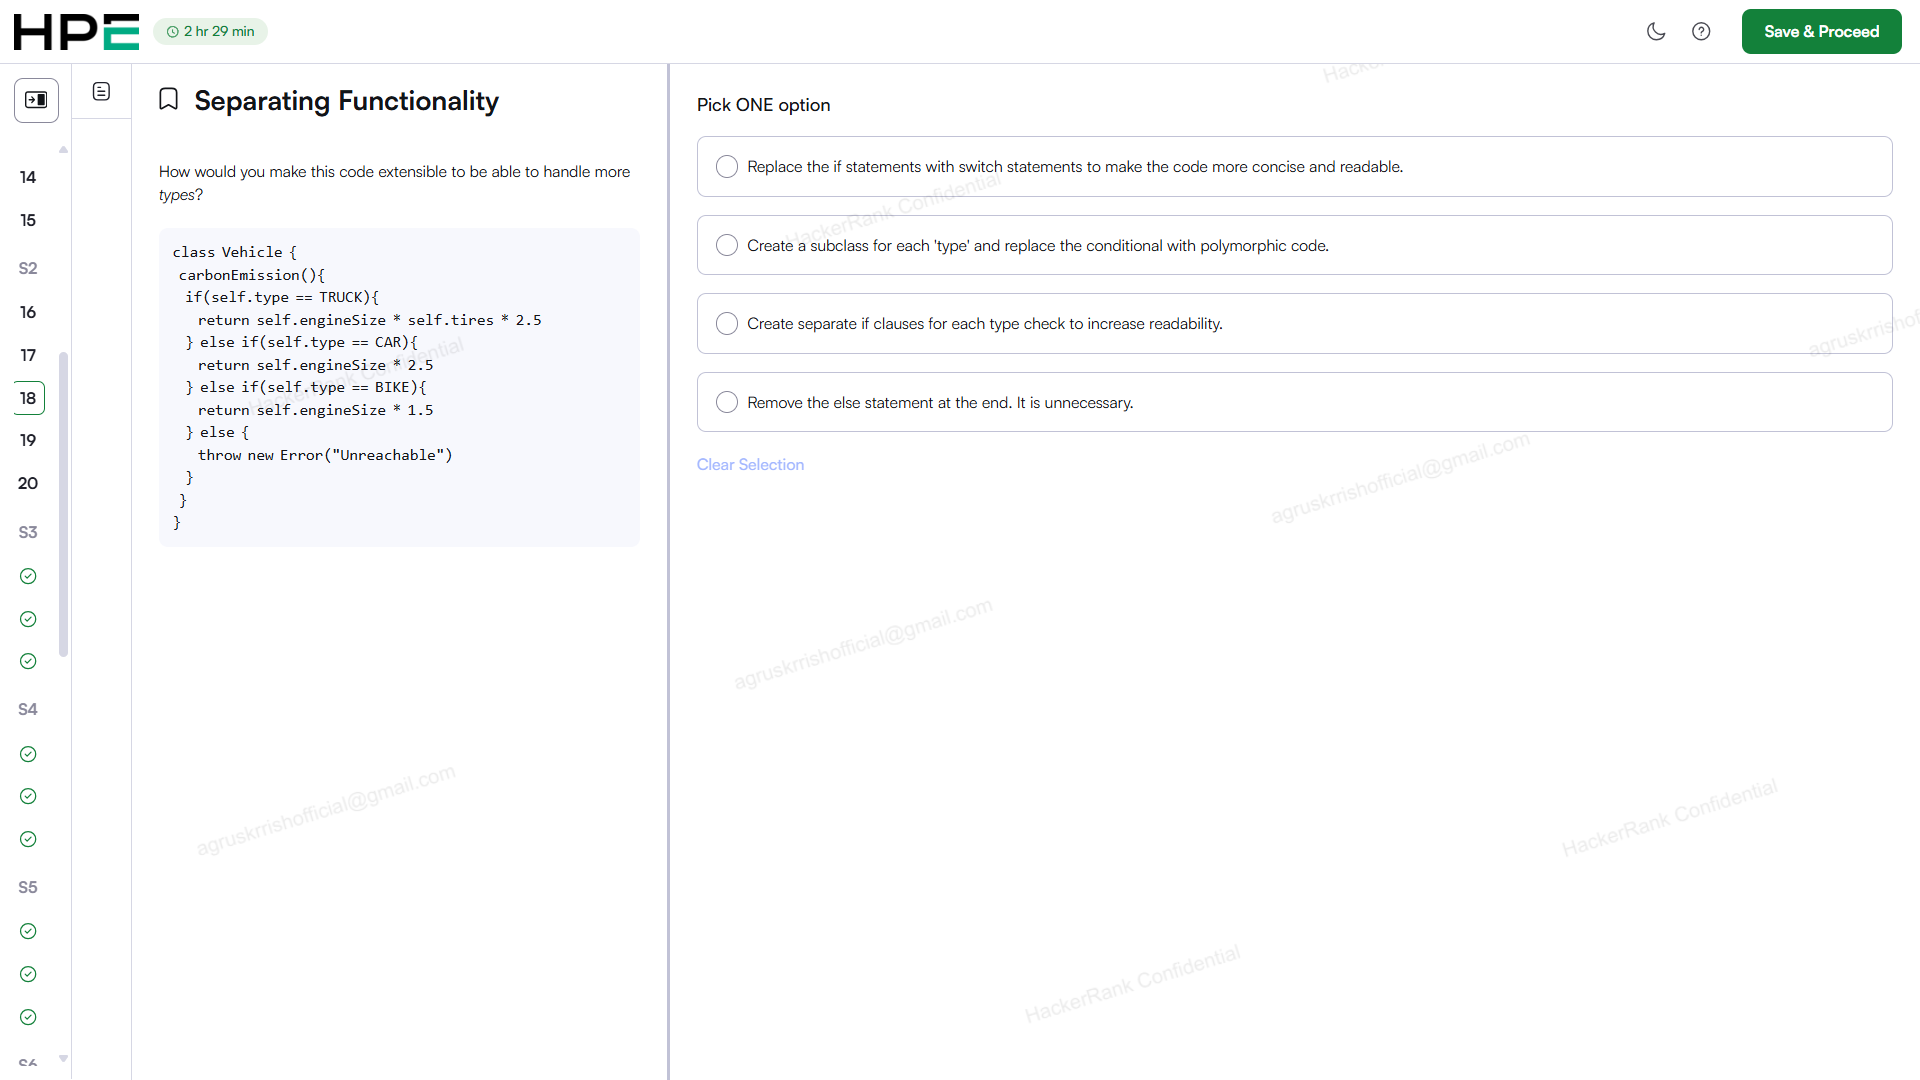 HPE
2 hr 29 min
Save & Proceed
14
15
S2
16
17
18
19
20
S3
S4
S5
S6
Separating Functionality
How would you make this code extensible to be able to handle more
types?
class Vehicle {
carbonEmission(){
if(self.type == TRUCK){
return self.engineSize * self.tires * 2.5
} else if(self.type == CAR){
return self.engineSize * 2.5
} else if(self.type == BIKE){
return self.engineSize * 1.5
} else {
throw new Error("Unreachable")
}
}
}
Pick ONE option
Replace the if statements with switch statements to make the code more concise and readable.
Create a subclass for each 'type' and replace the conditional with polymorphic code.
Create separate if clauses for each type check to increase readability.
Remove the else statement at the end. It is unnecessary.
Clear Selection
HackerRank Confidential
HackerRank Confidential
agruskrrishofficial@gmail.com
agruskrrishofficial@gmail.com
agruskrrishofficial@gmail.com
HackerRank Confidential
HackerRank Confidential